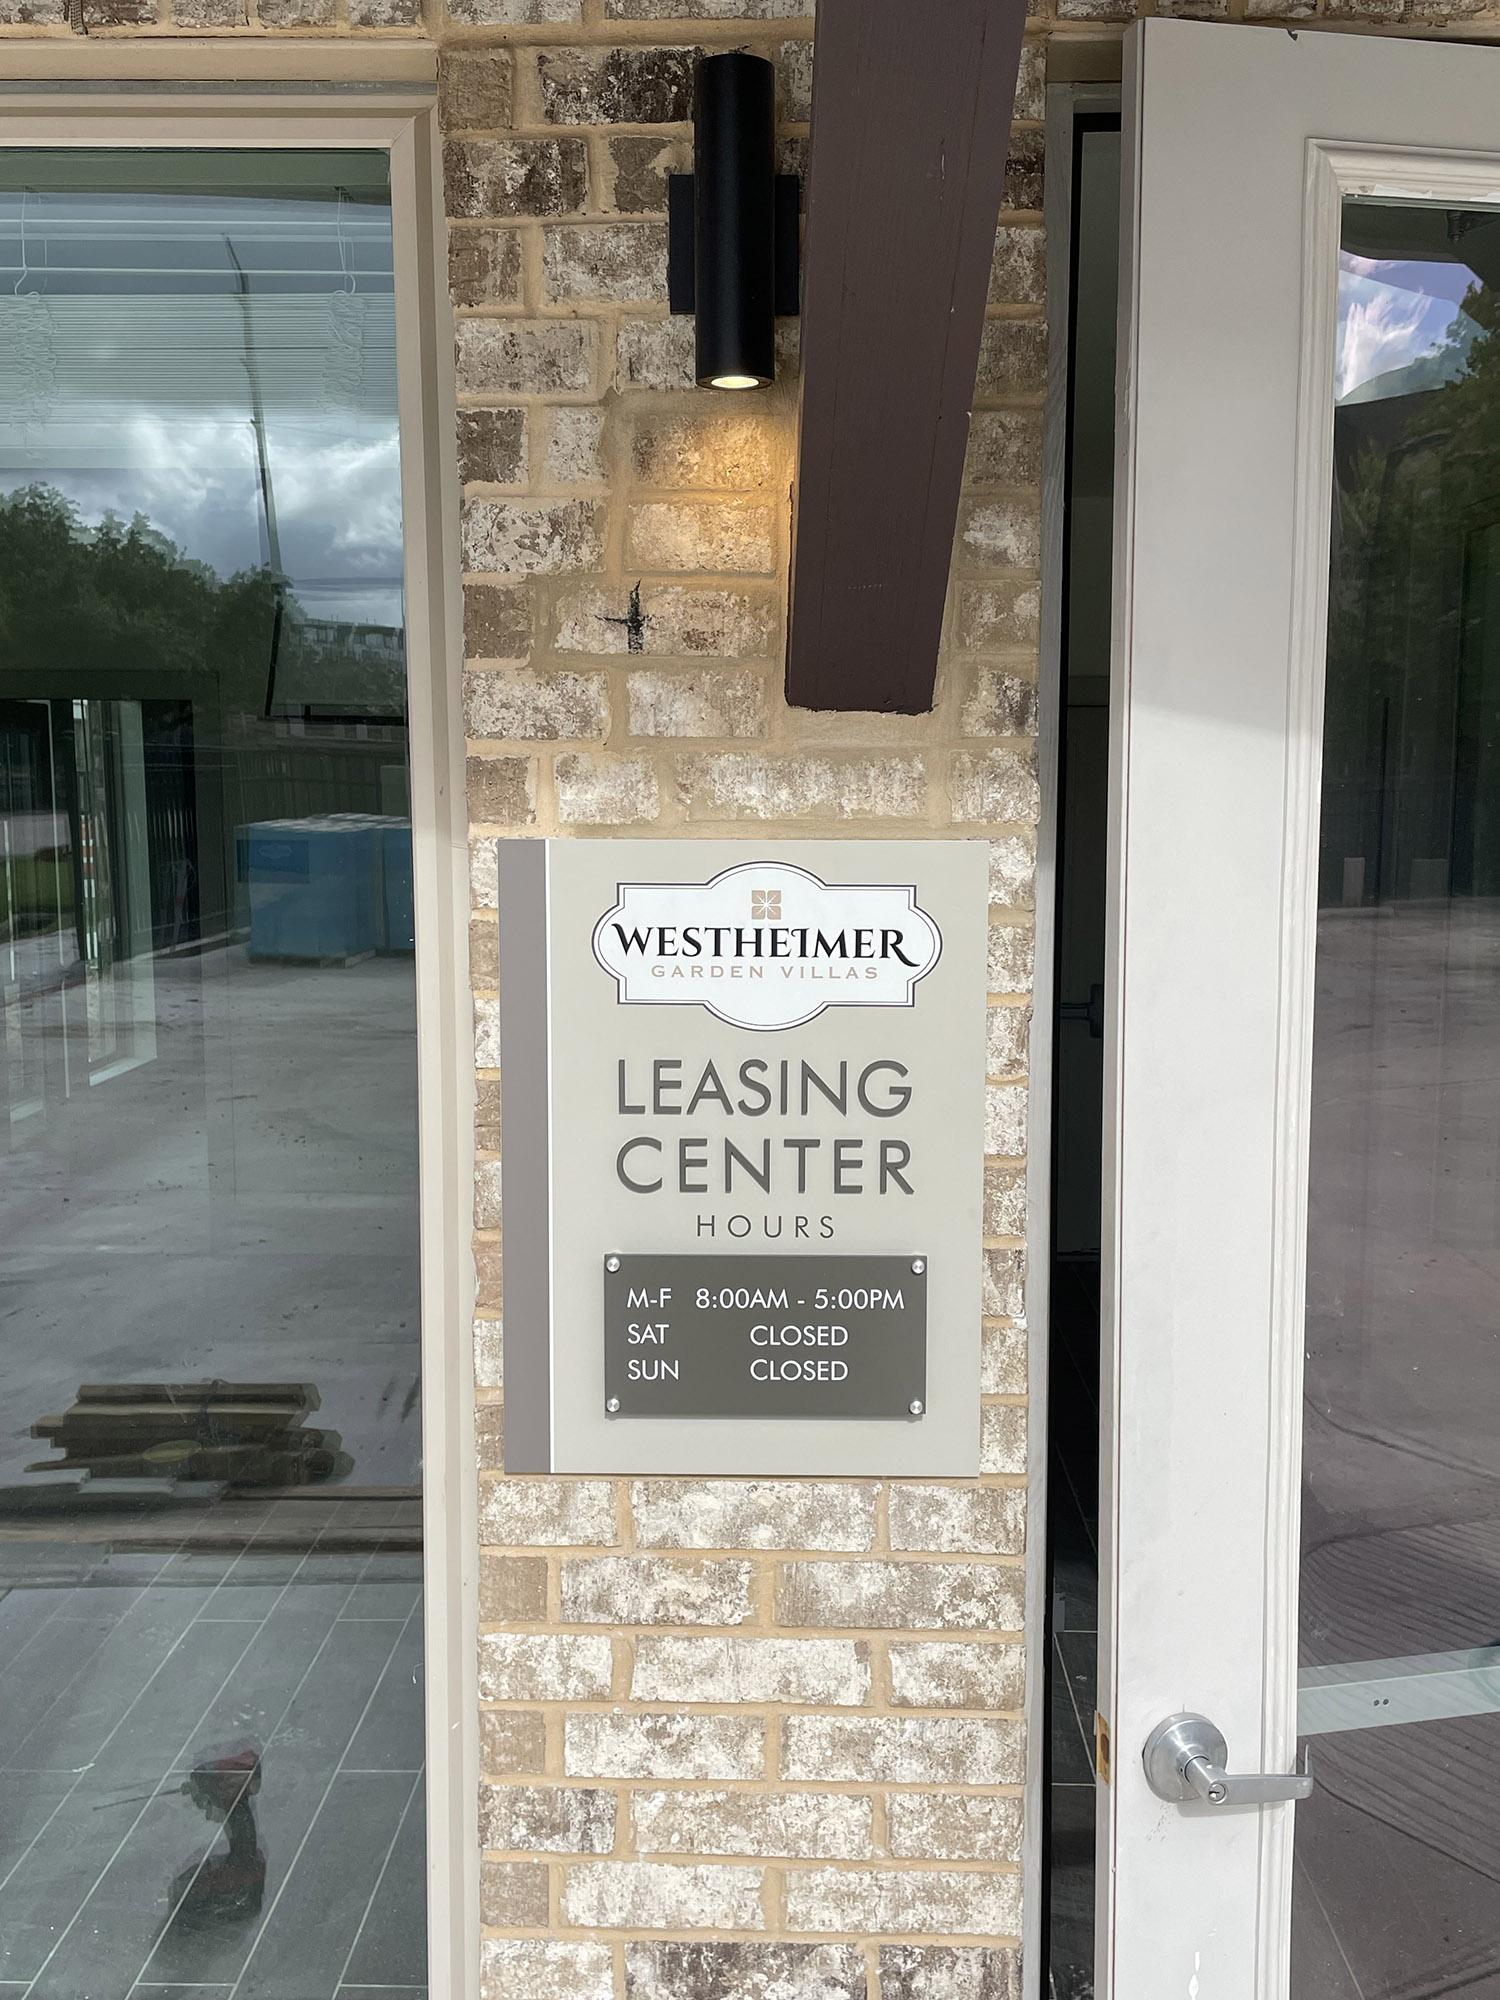 WESTHEIMER
GARDEN VILLAS
LEASING
CENTER
HOURS
M-F 8:00AM - 5:00PM
SAT CLOSED
SUN CLOSED